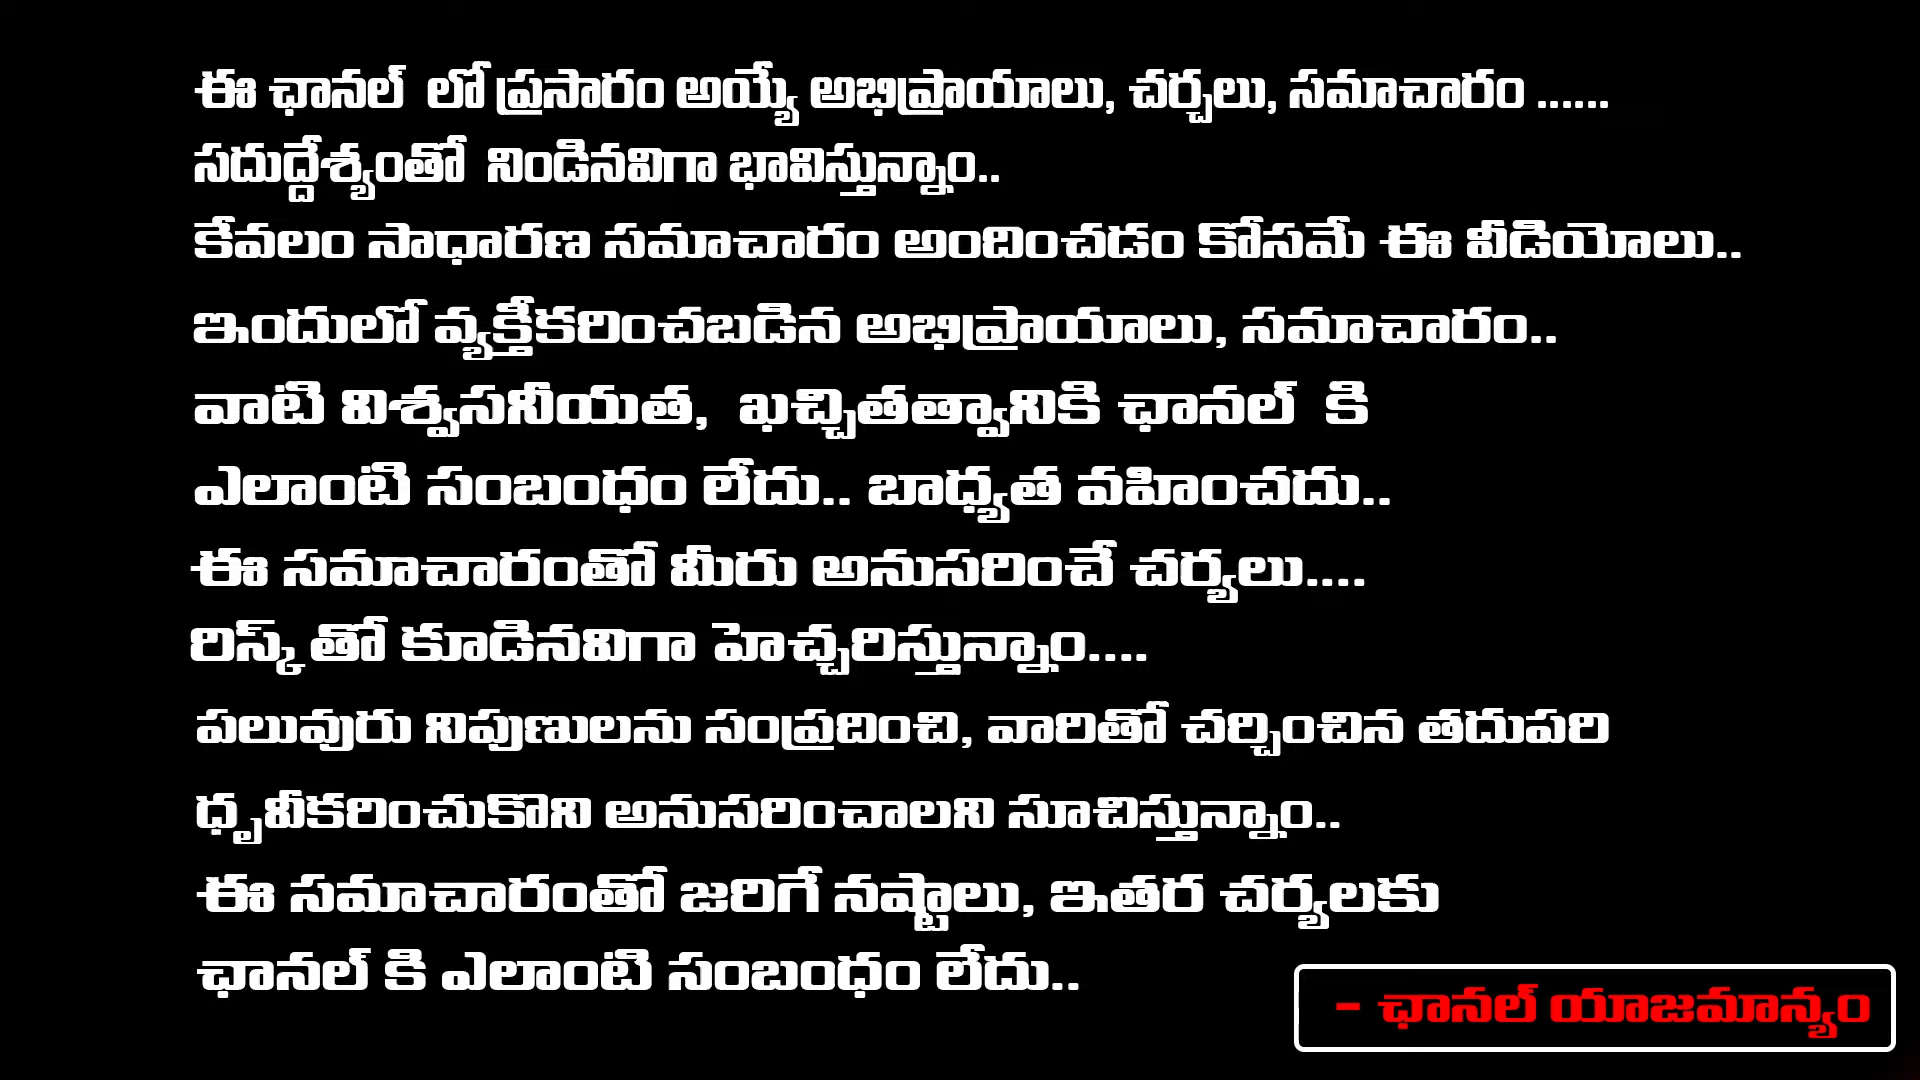 ఈ ఛానల్ లో ప్రసారం అయ్యే అభిప్రాయాలు, చర్చలు, సమాచారం ......
సదుద్దేశ్యంతో నిండినవిగా భావిస్తున్నాం..
కేవలం సాధారణ సమాచారం అందించడం కోసమే ఈ వీడియోలు..
ఇందులో వ్యక్తీకరించబడిన అభిప్రాయాలు, సమాచారం..
వాటి విశ్వసనీయత, ఖచ్చితత్వానికి ఛానల్ కి
ఎలాంటి సంబంధం లేదు.. బాధ్యత వహించదు..
ఈ సమాచారంతో మీరు అనుసరించే చర్యలు....
రిస్క్ తో కూడినవిగా హెచ్చరిస్తున్నాం....
పలువురు నిపుణులను సంప్రదించి, వారితో చర్చించిన తదుపరి
ధృవీకరించుకొని అనుసరించాలని సూచిస్తున్నాం..
ఈ సమాచారంతో జరిగే నష్టాలు, ఇతర చర్యలకు
ఛానల్ కి ఎలాంటి సంబంధం లేదు..
- ఛానల్ యాజమాన్యం